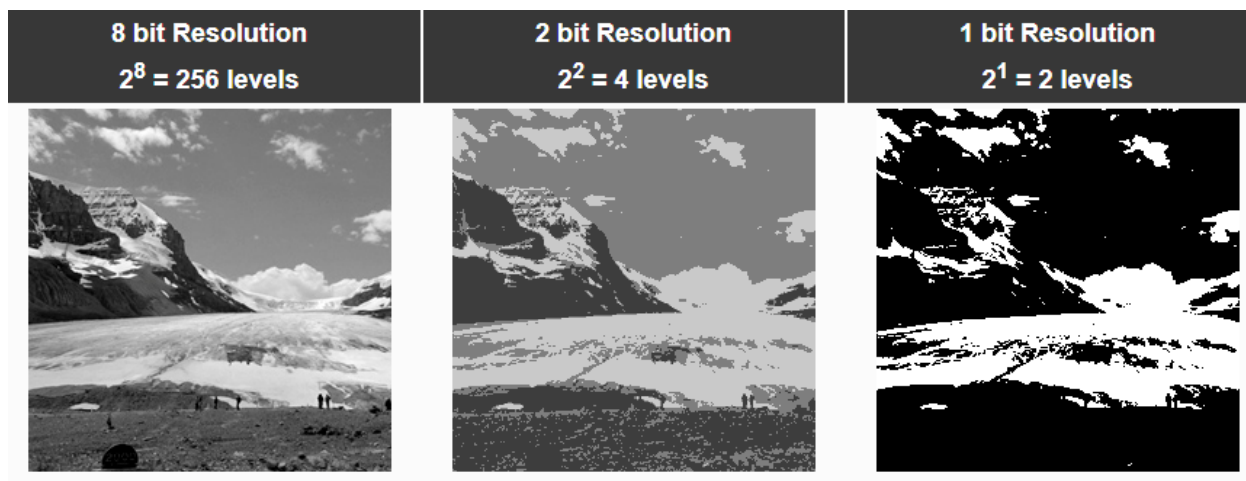 8 bit Resolution
2⁸ = 256 levels
2 bit Resolution
2² = 4 levels
1 bit Resolution
2¹ = 2 levels